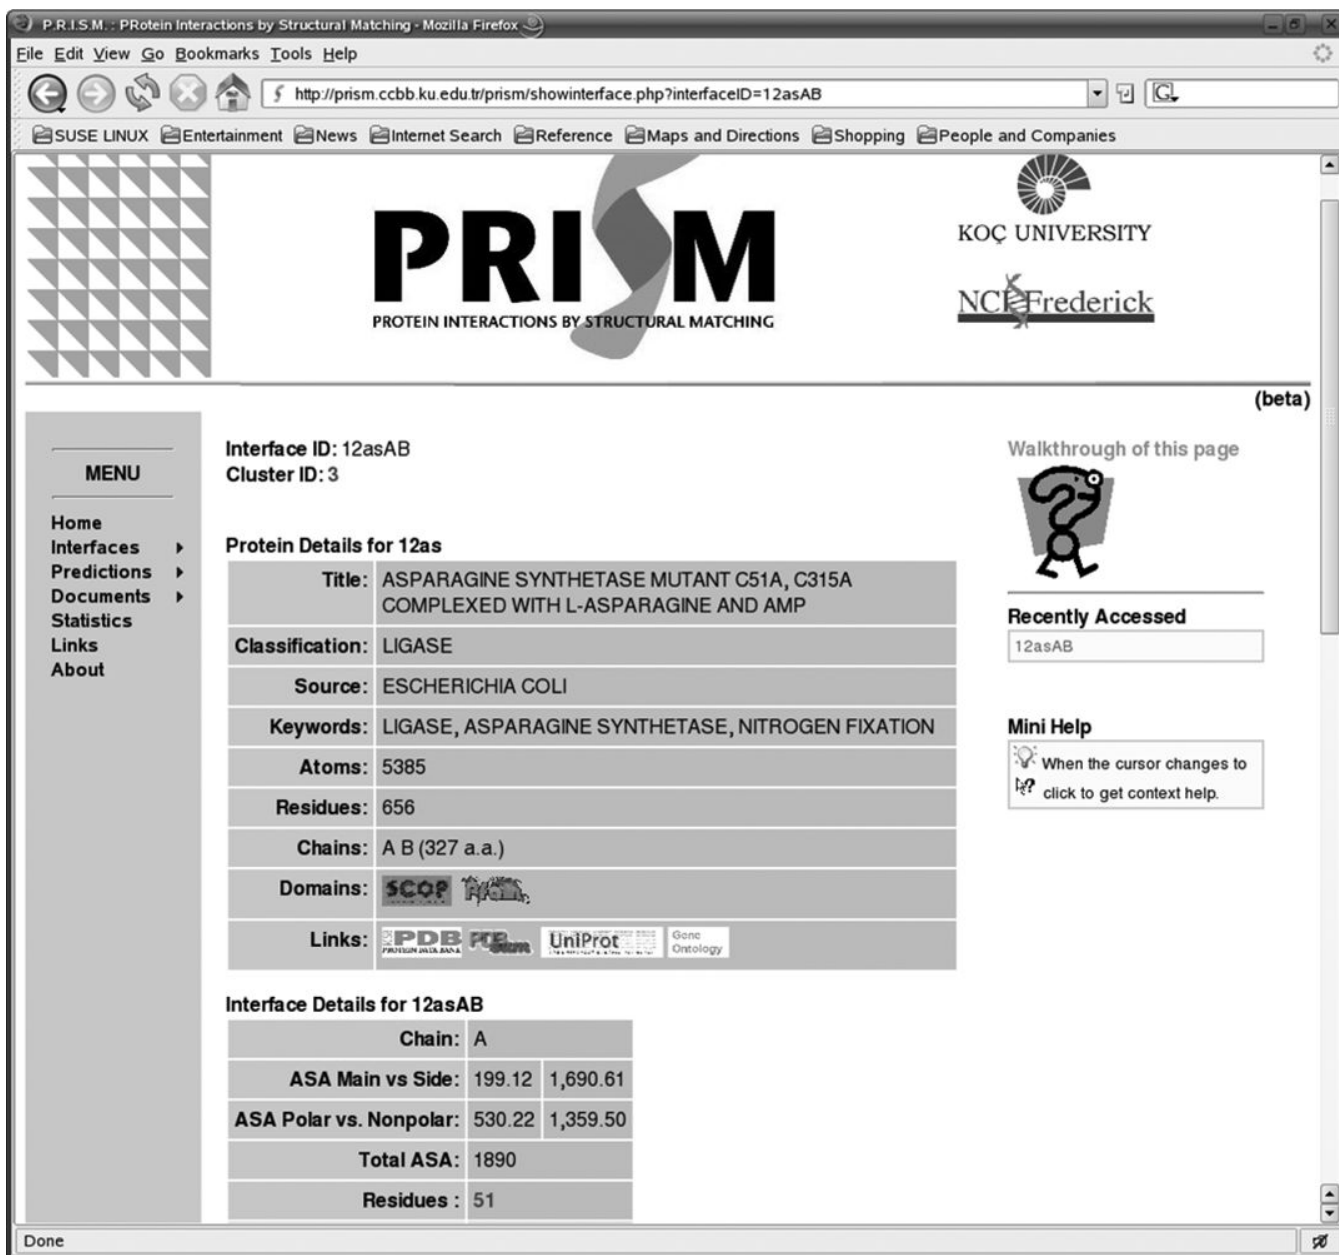 P.R.I.S.M. : PRotein Interactions by Structural Matching - Mozilla Firefox
File Edit View Go Bookmarks Tools Help
http://prism.ccbb.ku.edu.tr/prism/showinterface.php?interfaceID=12asAB
G
SUSE LINUX Entertainment News Internet Search Reference Maps and Directions Shopping People and Companies
PRISM
PROTEIN INTERACTIONS BY STRUCTURAL MATCHING
KOÇ UNIVERSITY
NCI Frederick
(beta)
MENU
Home
Interfaces
Predictions
Documents
Statistics
Links
About
Interface ID: 12asAB
Cluster ID: 3
Protein Details for 12as
Title: ASPARAGINE SYNTHETASE MUTANT C51A, C315A
COMPLEXED WITH L-ASPARAGINE AND AMP
Classification: LIGASE
Source: ESCHERICHIA COLI
Keywords: LIGASE, ASPARAGINE SYNTHETASE, NITROGEN FIXATION
Atoms: 5385
Residues: 656
Chains: A B (327 a.a.)
Domains: SCOP Pfam
Links: PDB PROTEIN DATA BANK PDBsum UniProt Gene
Ontology
Interface Details for 12asAB
Chain: A
ASA Main vs Side: 199.12 1,690.61
ASA Polar vs. Nonpolar: 530.22 1,359.50
Total ASA: 1890
Residues : 51
Walkthrough of this page
Recently Accessed
12asAB
Mini Help
When the cursor changes to
? click to get context help.
Done